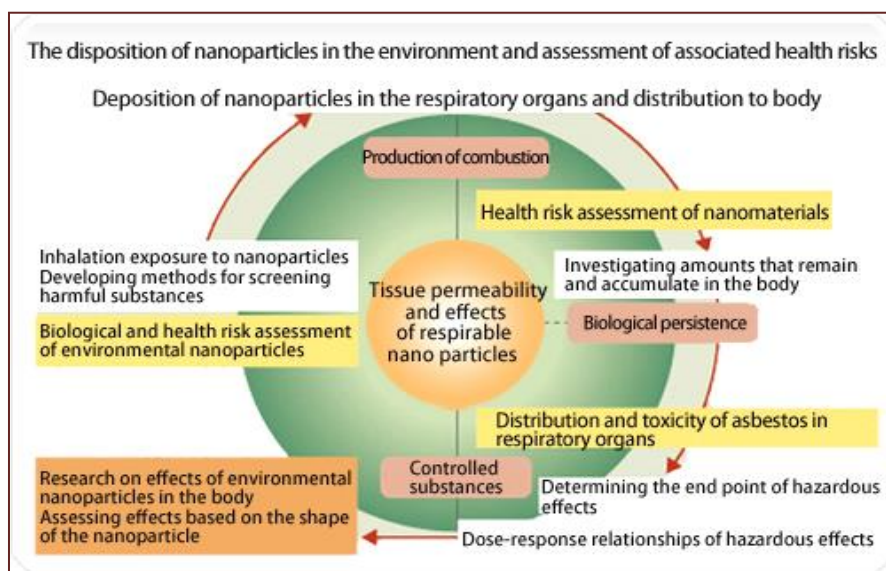 The disposition of nanoparticles in the environment and assessment of associated health risks
Deposition of nanoparticles in the respiratory organs and distribution to body
Production of combustion
Health risk assessment of nanomaterials
Inhalation exposure to nanoparticles
Developing methods for screening
harmful substances
Investigating amounts that remain
and accumulate in the body
Tissue permeability
and effects
of respirable
nano particles
Biological persistence
Biological and health risk assessment
of environmental nanoparticles
Distribution and toxicity of asbestos in
respiratory organs
Controlled
substances
Research on effects of environmental
nanoparticles in the body
Assessing effects based on the shape
of the nanoparticle
Determining the end point of hazardous
effects
Dose-response relationships of hazardous effects